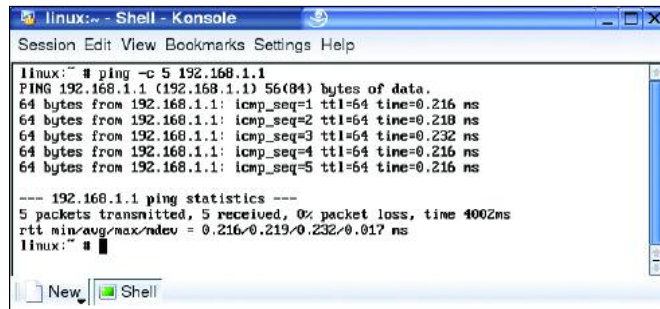 linux:~ - Shell - Konsole
Session Edit View Bookmarks Settings Help
linux:~ # ping -c 5 192.168.1.1
PING 192.168.1.1 (192.168.1.1) 56(84) bytes of data.
64 bytes from 192.168.1.1: icmp_seq=1 ttl=64 time=0.216 ms
64 bytes from 192.168.1.1: icmp_seq=2 ttl=64 time=0.218 ms
64 bytes from 192.168.1.1: icmp_seq=3 ttl=64 time=0.232 ms
64 bytes from 192.168.1.1: icmp_seq=4 ttl=64 time=0.216 ms
64 bytes from 192.168.1.1: icmp_seq=5 ttl=64 time=0.216 ms
--- 192.168.1.1 ping statistics ---
5 packets transmitted, 5 received, 0% packet loss, time 4002ms
rtt min/avg/max/mdev = 0.216/0.219/0.232/0.017 ms
linux:~ #
New Shell